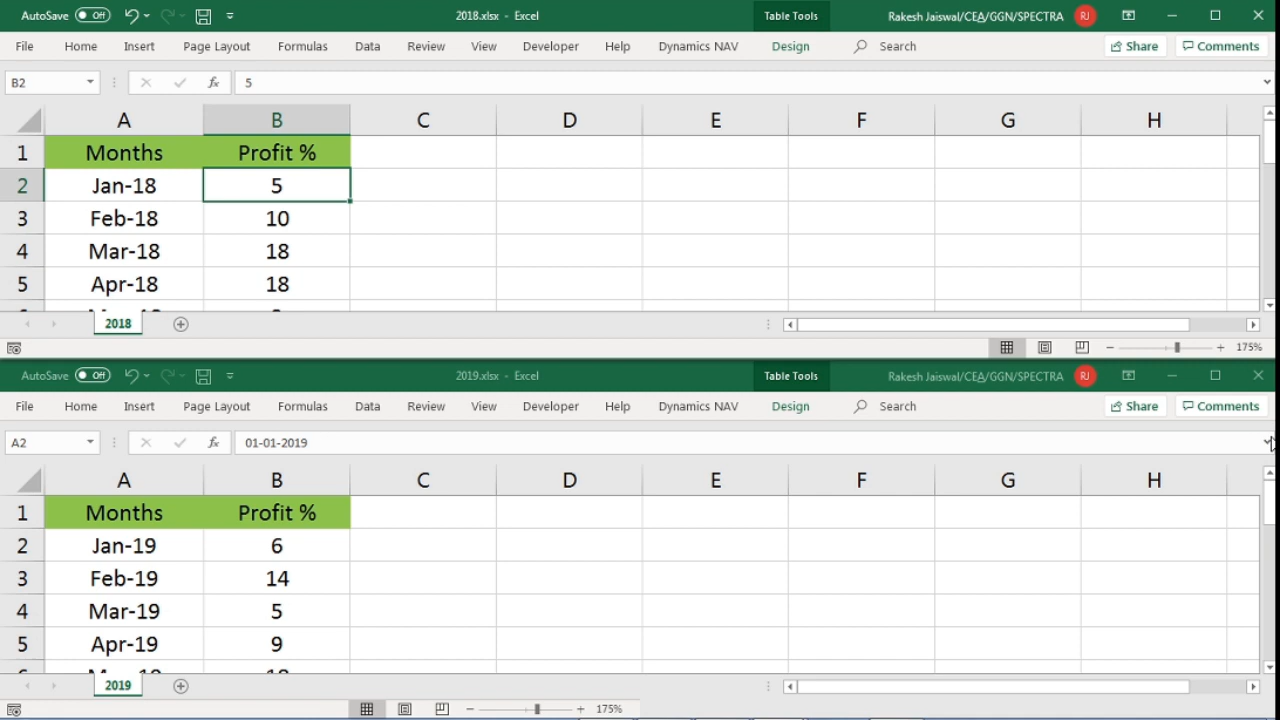 AutoSave Off 2018.xlsx - Excel Table Tools Rakesh Jaiswal/CEA/GGN/SPECTRA RJ
File Home Insert Page Layout Formulas Data Review View Developer Help Dynamics NAV Design Search Share Comments
B2 fx 5
A B C D E F G H
1 Months Profit %
2 Jan-18 5
3 Feb-18 10
4 Mar-18 18
5 Apr-18 18
2018
175%
AutoSave Off 2019.xlsx - Excel Table Tools Rakesh Jaiswal/CEA/GGN/SPECTRA RJ
File Home Insert Page Layout Formulas Data Review View Developer Help Dynamics NAV Design Search Share Comments
A2 fx 01-01-2019
A B C D E F G H
1 Months Profit %
2 Jan-19 6
3 Feb-19 14
4 Mar-19 5
5 Apr-19 9
2019
175%